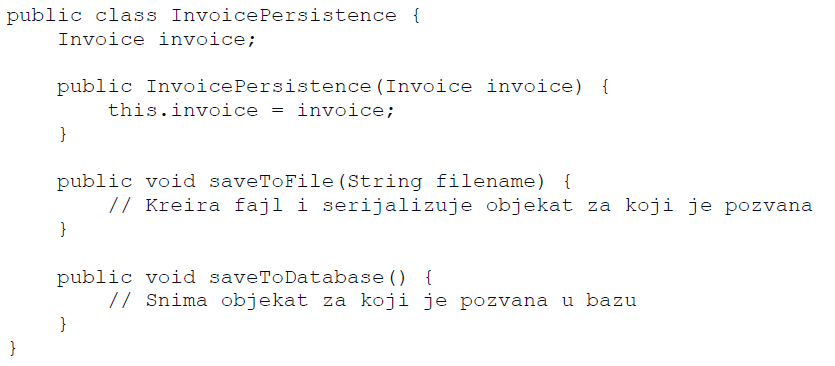 public class InvoicePersistence {
    Invoice invoice;

    public InvoicePersistence(Invoice invoice) {
        this.invoice = invoice;
    }

    public void saveToFile(String filename) {
        // Kreira fajl i serijalizuje objekat za koji je pozvana
    }

    public void saveToDatabase() {
        // Snima objekat za koji je pozvana u bazu
    }
}